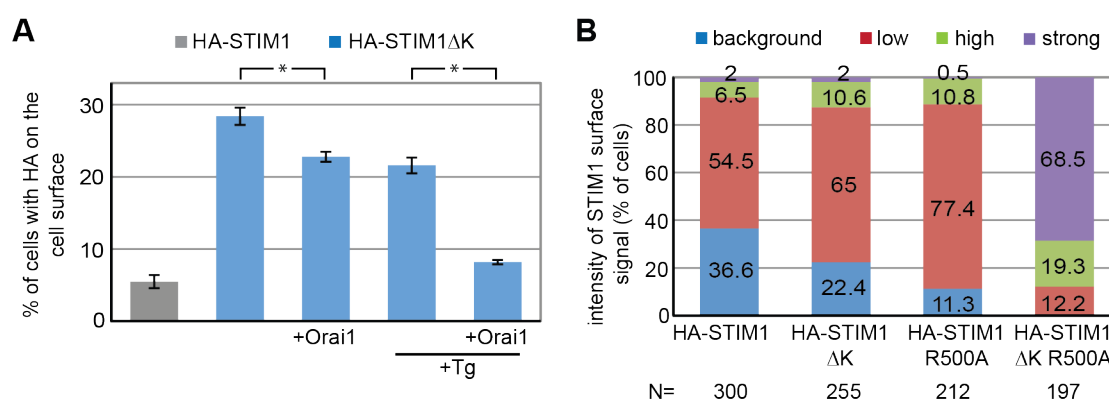 A
HA-STIM1 HA-STIM1ΔK
% of cells with HA on the
cell surface
30
20
10
0
*
*
+Orai1
+Orai1
+Tg
B
background low high strong
intensity of STIM1 surface
signal (% of cells)
100
80
60
40
20
0
2
6.5
54.5
36.6
2
10.6
65
22.4
0.5
10.8
77.4
11.3
68.5
19.3
12.2
HA-STIM1 HA-STIM1 HA-STIM1 HA-STIM1
ΔK R500A ΔK R500A
N= 300 255 212 197